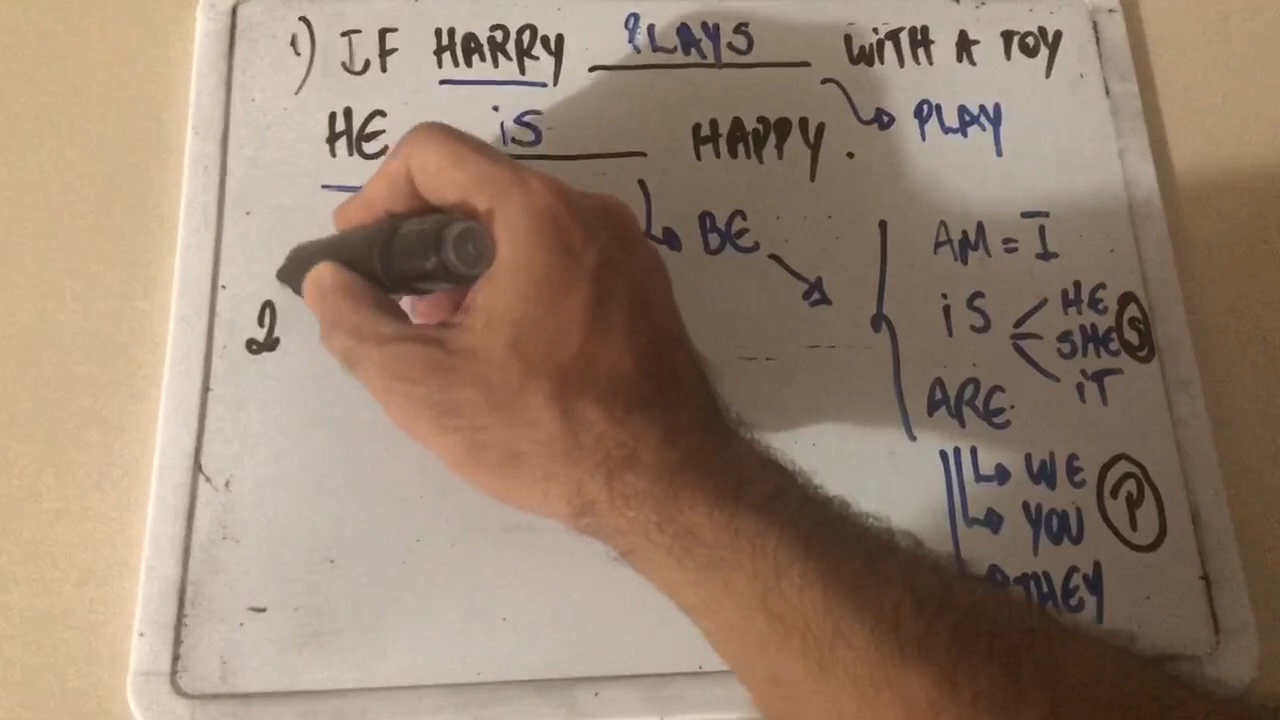 1) IF HARRY PLAYS WITH A TOY
HE iS HAPPY.
PLAY
BE
AM = I
iS HE
SHE S
iT
ARE
WE
YOU P
THEY
2